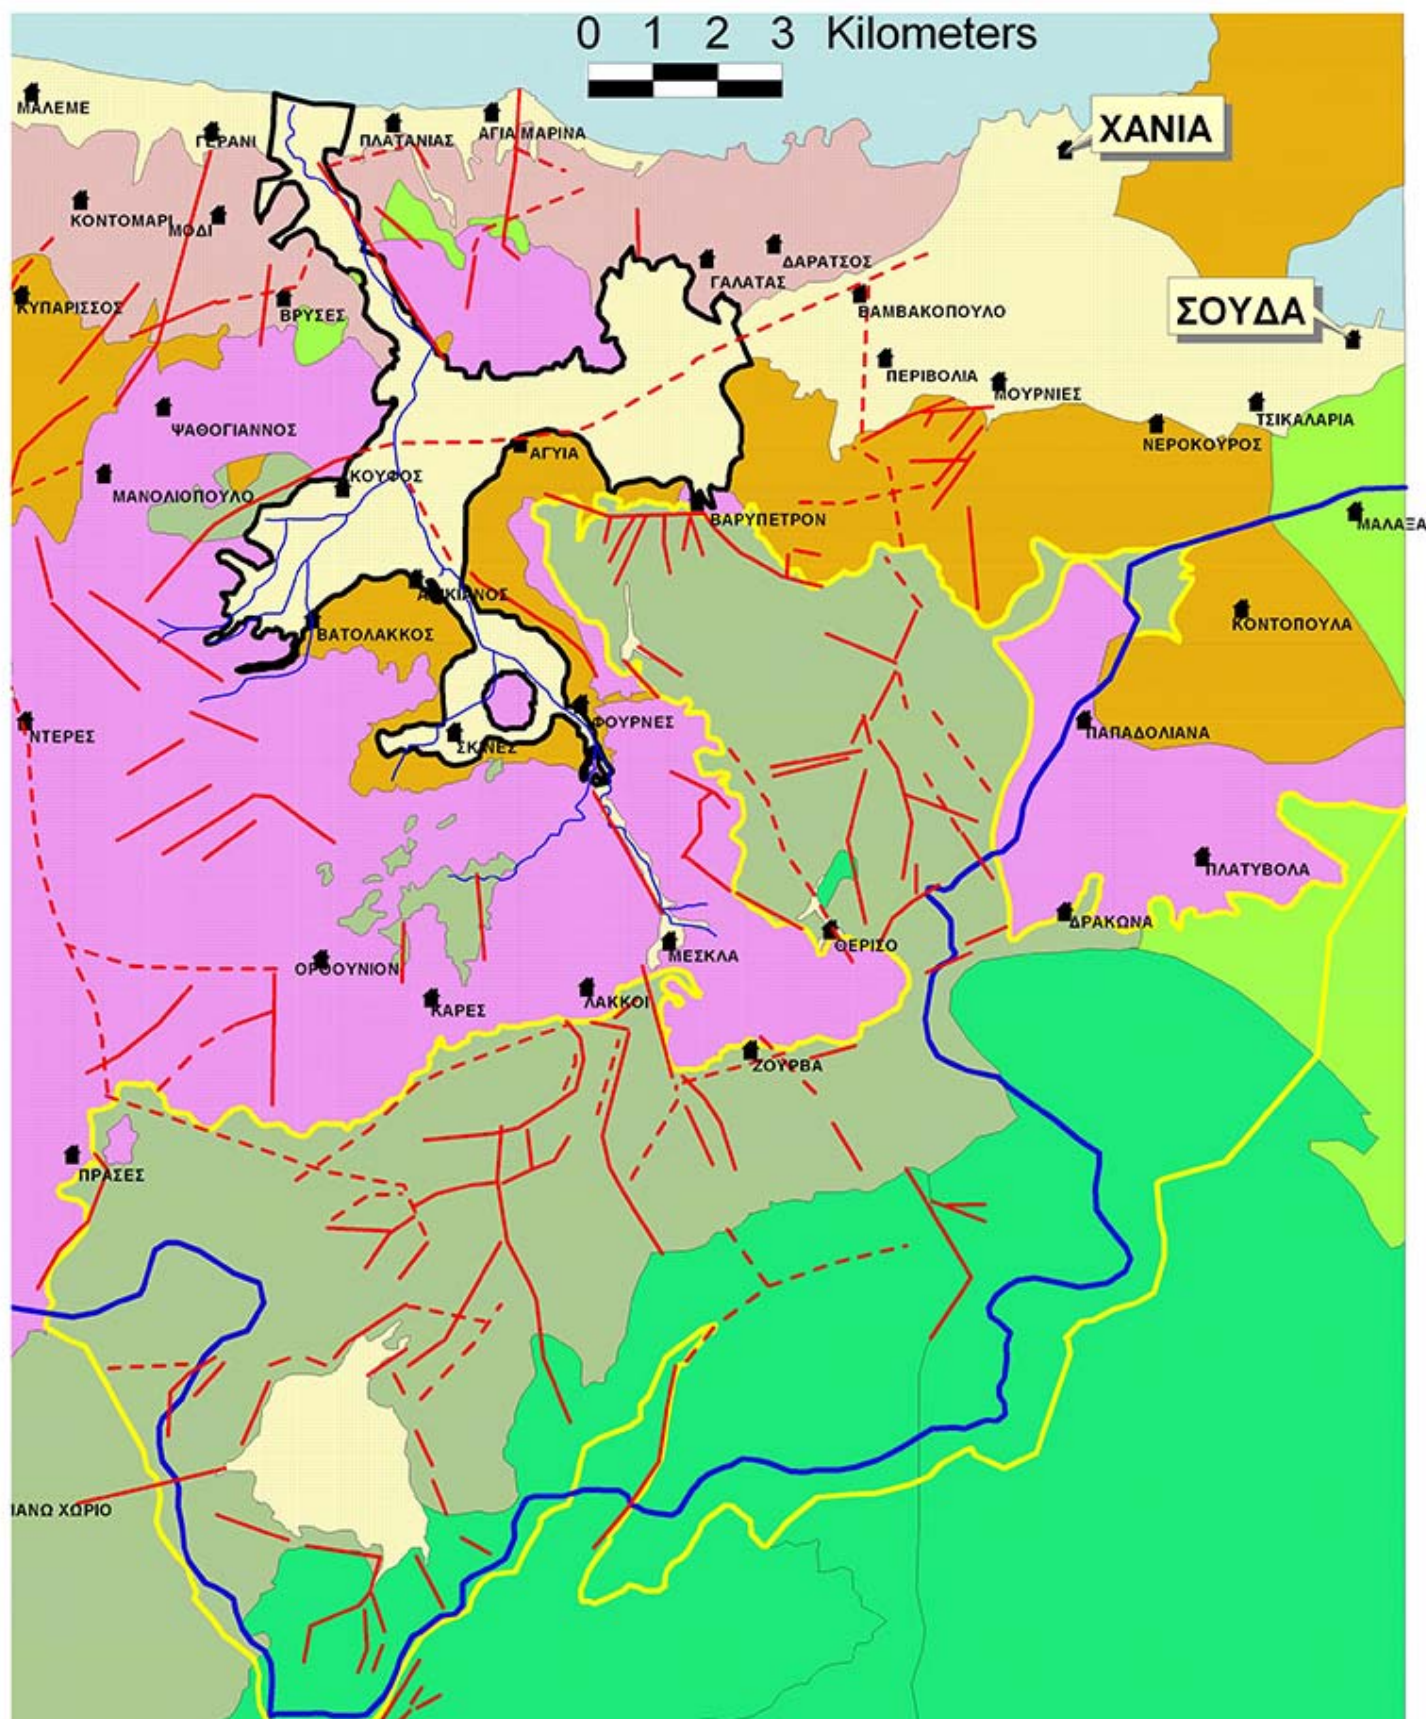 0 1 2 3 Kilometers
ΜΑΛΕΜΕ
ΓΕΡΑΝΙ
ΠΛΑΤΑΝΙΑΣ
ΑΓΙΑ ΜΑΡΙΝΑ
ΧΑΝΙΑ
ΚΟΝΤΟΜΑΡΙ
ΜΟΔΙ
ΓΑΛΑΤΑΣ
ΔΑΡΑΤΣΟΣ
ΚΥΠΑΡΙΣΣΟΣ
ΒΡΥΣΕΣ
ΒΑΜΒΑΚΟΠΟΥΛΟ
ΣΟΥΔΑ
ΠΕΡΙΒΟΛΙΑ
ΜΟΥΡΝΙΕΣ
ΨΑΘΟΓΙΑΝΝΟΣ
ΤΣΙΚΑΛΑΡΙΑ
ΝΕΡΟΚΟΥΡΟΣ
ΑΓΥΙΑ
ΜΑΝΟΛΙΟΠΟΥΛΟ
ΚΟΥΦΟΣ
ΒΑΡΥΠΕΤΡΟΝ
ΜΑΛΑΞΑ
ΒΑΤΟΛΑΚΚΟΣ
ΚΟΝΤΟΠΟΥΛΑ
ΝΤΕΡΕΣ
ΣΚΙΝΕΣ
ΦΟΥΡΝΕΣ
ΠΑΠΑΔΟΛΙΑΝΑ
ΠΛΑΤΥΒΟΛΑ
ΔΡΑΚΩΝΑ
ΘΕΡΙΣΟ
ΜΕΣΚΛΑ
ΟΡΘΟΥΝΙΟΝ
ΚΑΡΕΣ
ΛΑΚΚΟΙ
ΖΟΥΡΒΑ
ΠΡΑΣΕΣ
ΙΑΝΩ ΧΩΡΙΟ